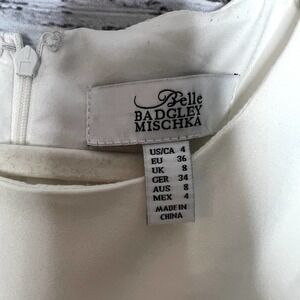 Belle
BADGLEY
MISCHKA
US/CA 4
EU 36
UK 8
GER 34
AUS 8
MEX 4
MADE IN
CHINA